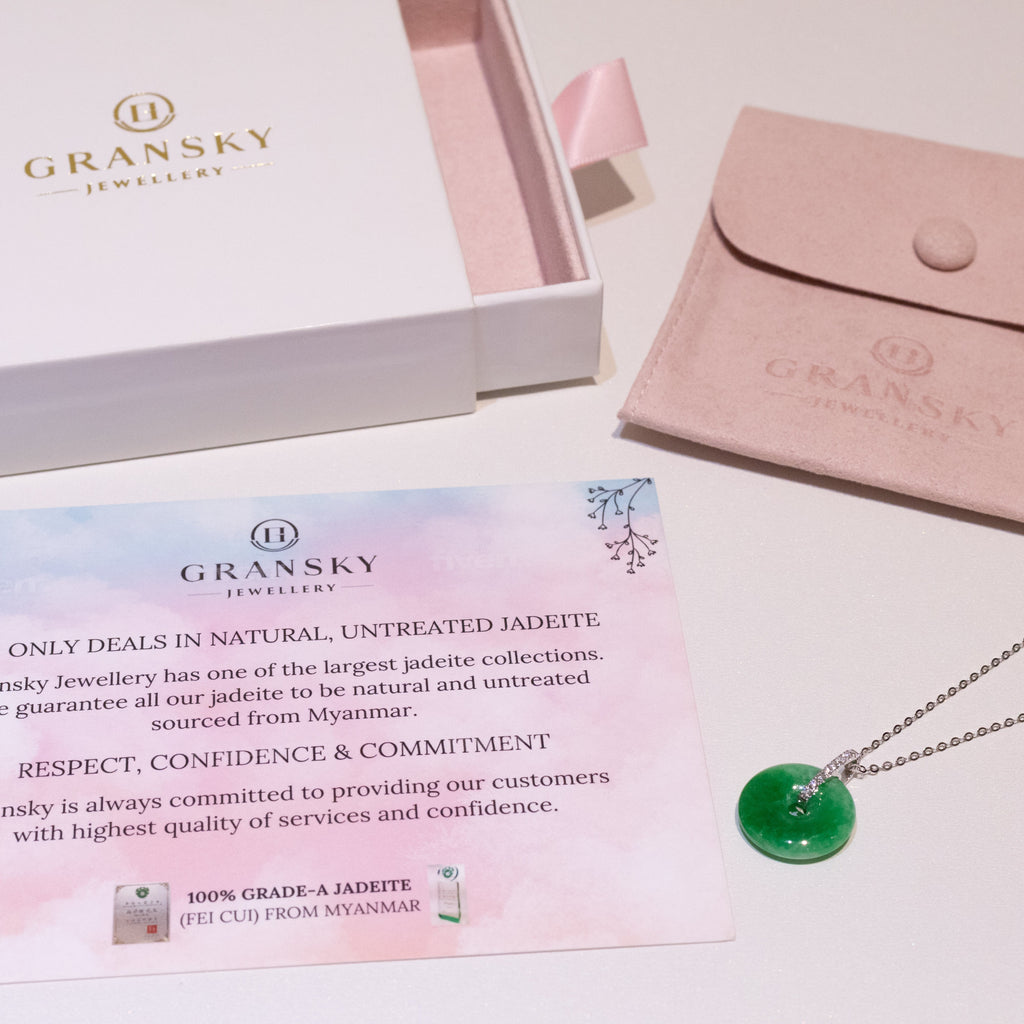 GRANSKY
JEWELLERY
GRANSKY
JEWELLERY
GRANSKY
JEWELLERY
ONLY DEALS IN NATURAL, UNTREATED JADEITE
nsky Jewellery has one of the largest jadeite collections.
e guarantee all our jadeite to be natural and untreated
sourced from Myanmar.
RESPECT, CONFIDENCE & COMMITMENT
nsky is always committed to providing our customers
with highest quality of services and confidence.
100% GRADE-A JADEITE
(FEI CUI) FROM MYANMAR